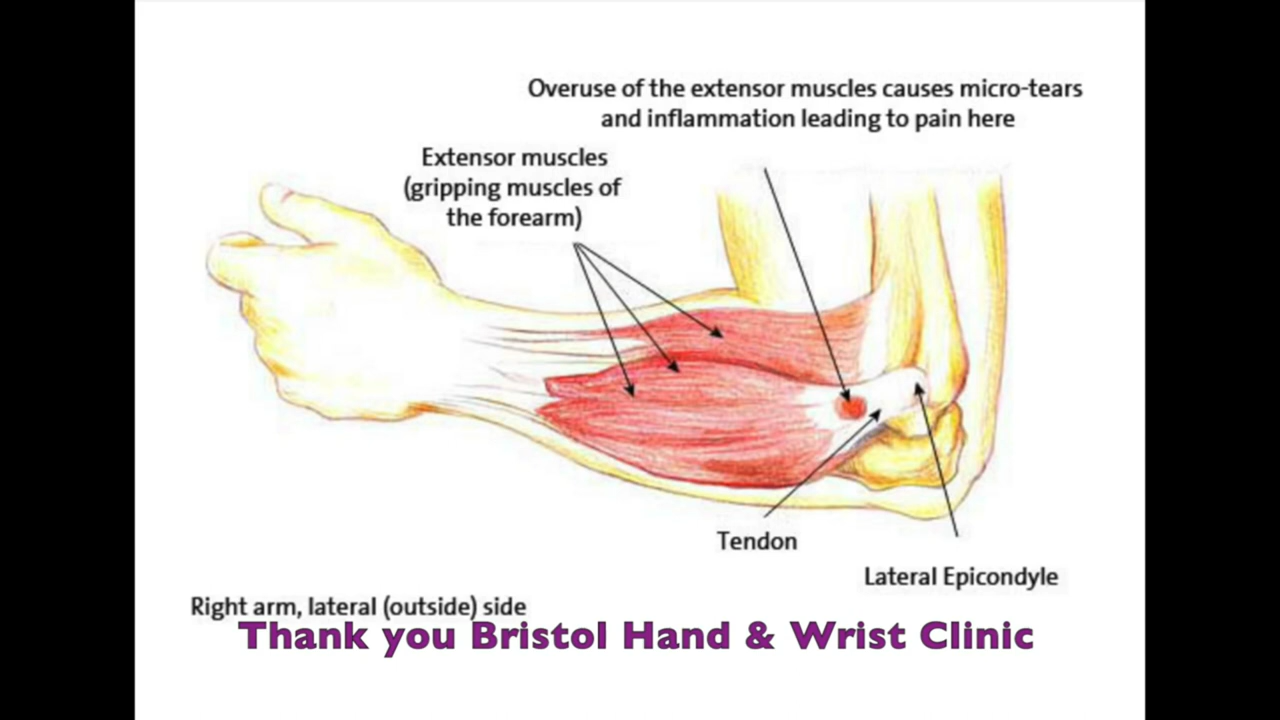 Overuse of the extensor muscles causes micro-tears
and inflammation leading to pain here
Extensor muscles
(gripping muscles of
the forearm)
Tendon
Lateral Epicondyle
Right arm, lateral (outside) side
Thank you Bristol Hand & Wrist Clinic